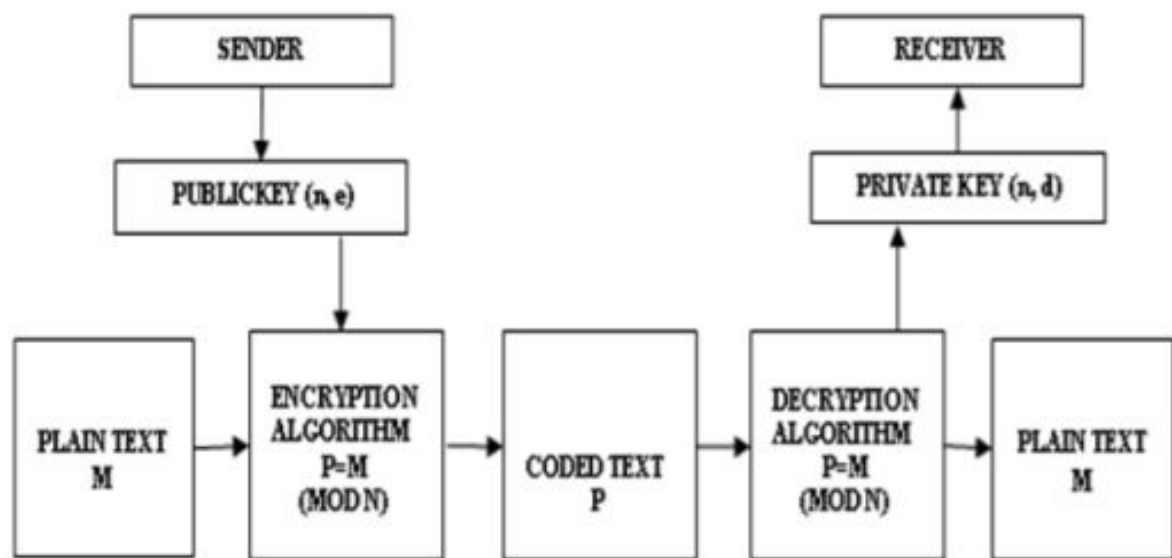 SENDER
RECEIVER
PUBLICKEY (n, e)
PRIVATE KEY (n, d)
PLAIN TEXT
M
ENCRYPTION
ALGORITHM
P=M
(MOD N)
CODED TEXT
P
DECRYPTION
ALGORITHM
P=M
(MOD N)
PLAIN TEXT
M